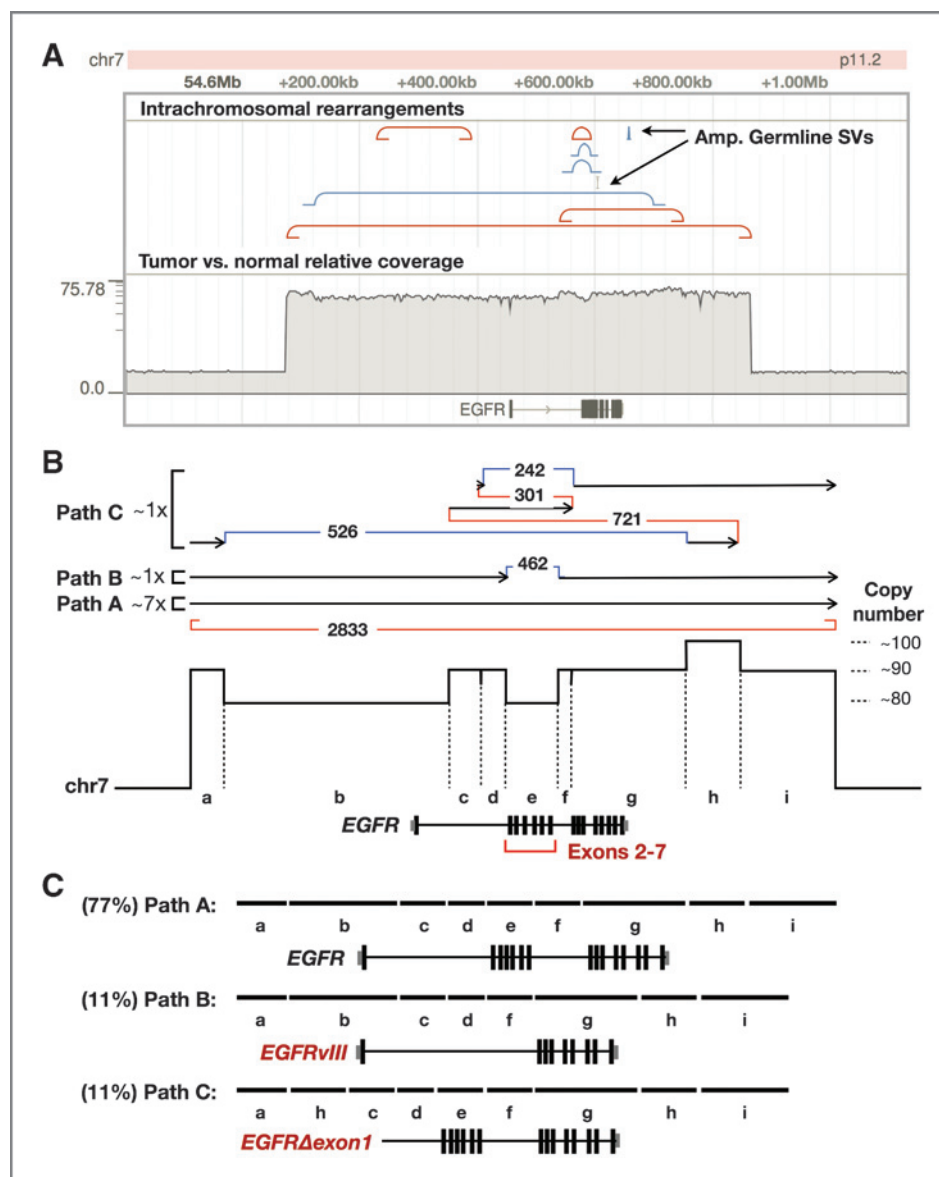 A
chr7 p11.2
54.6Mb +200.00kb +400.00kb +600.00kb +800.00kb +1.00Mb
Intrachromosomal rearrangements
Amp. Germline SVs
Tumor vs. normal relative coverage
75.78
0.0
EGFR
B
242
301
Path C ~1x
721
526
462
Path B ~1x
Path A ~7x
Copy number
2833
~100
~90
~80
chr7
a b c d e f g h i
EGFR
Exons 2-7
C
(77%) Path A:
a b c d e f g h i
EGFR
(11%) Path B:
a b c d f g h i
EGFRvIII
(11%) Path C:
a h c d e f g h i
EGFRΔexon1